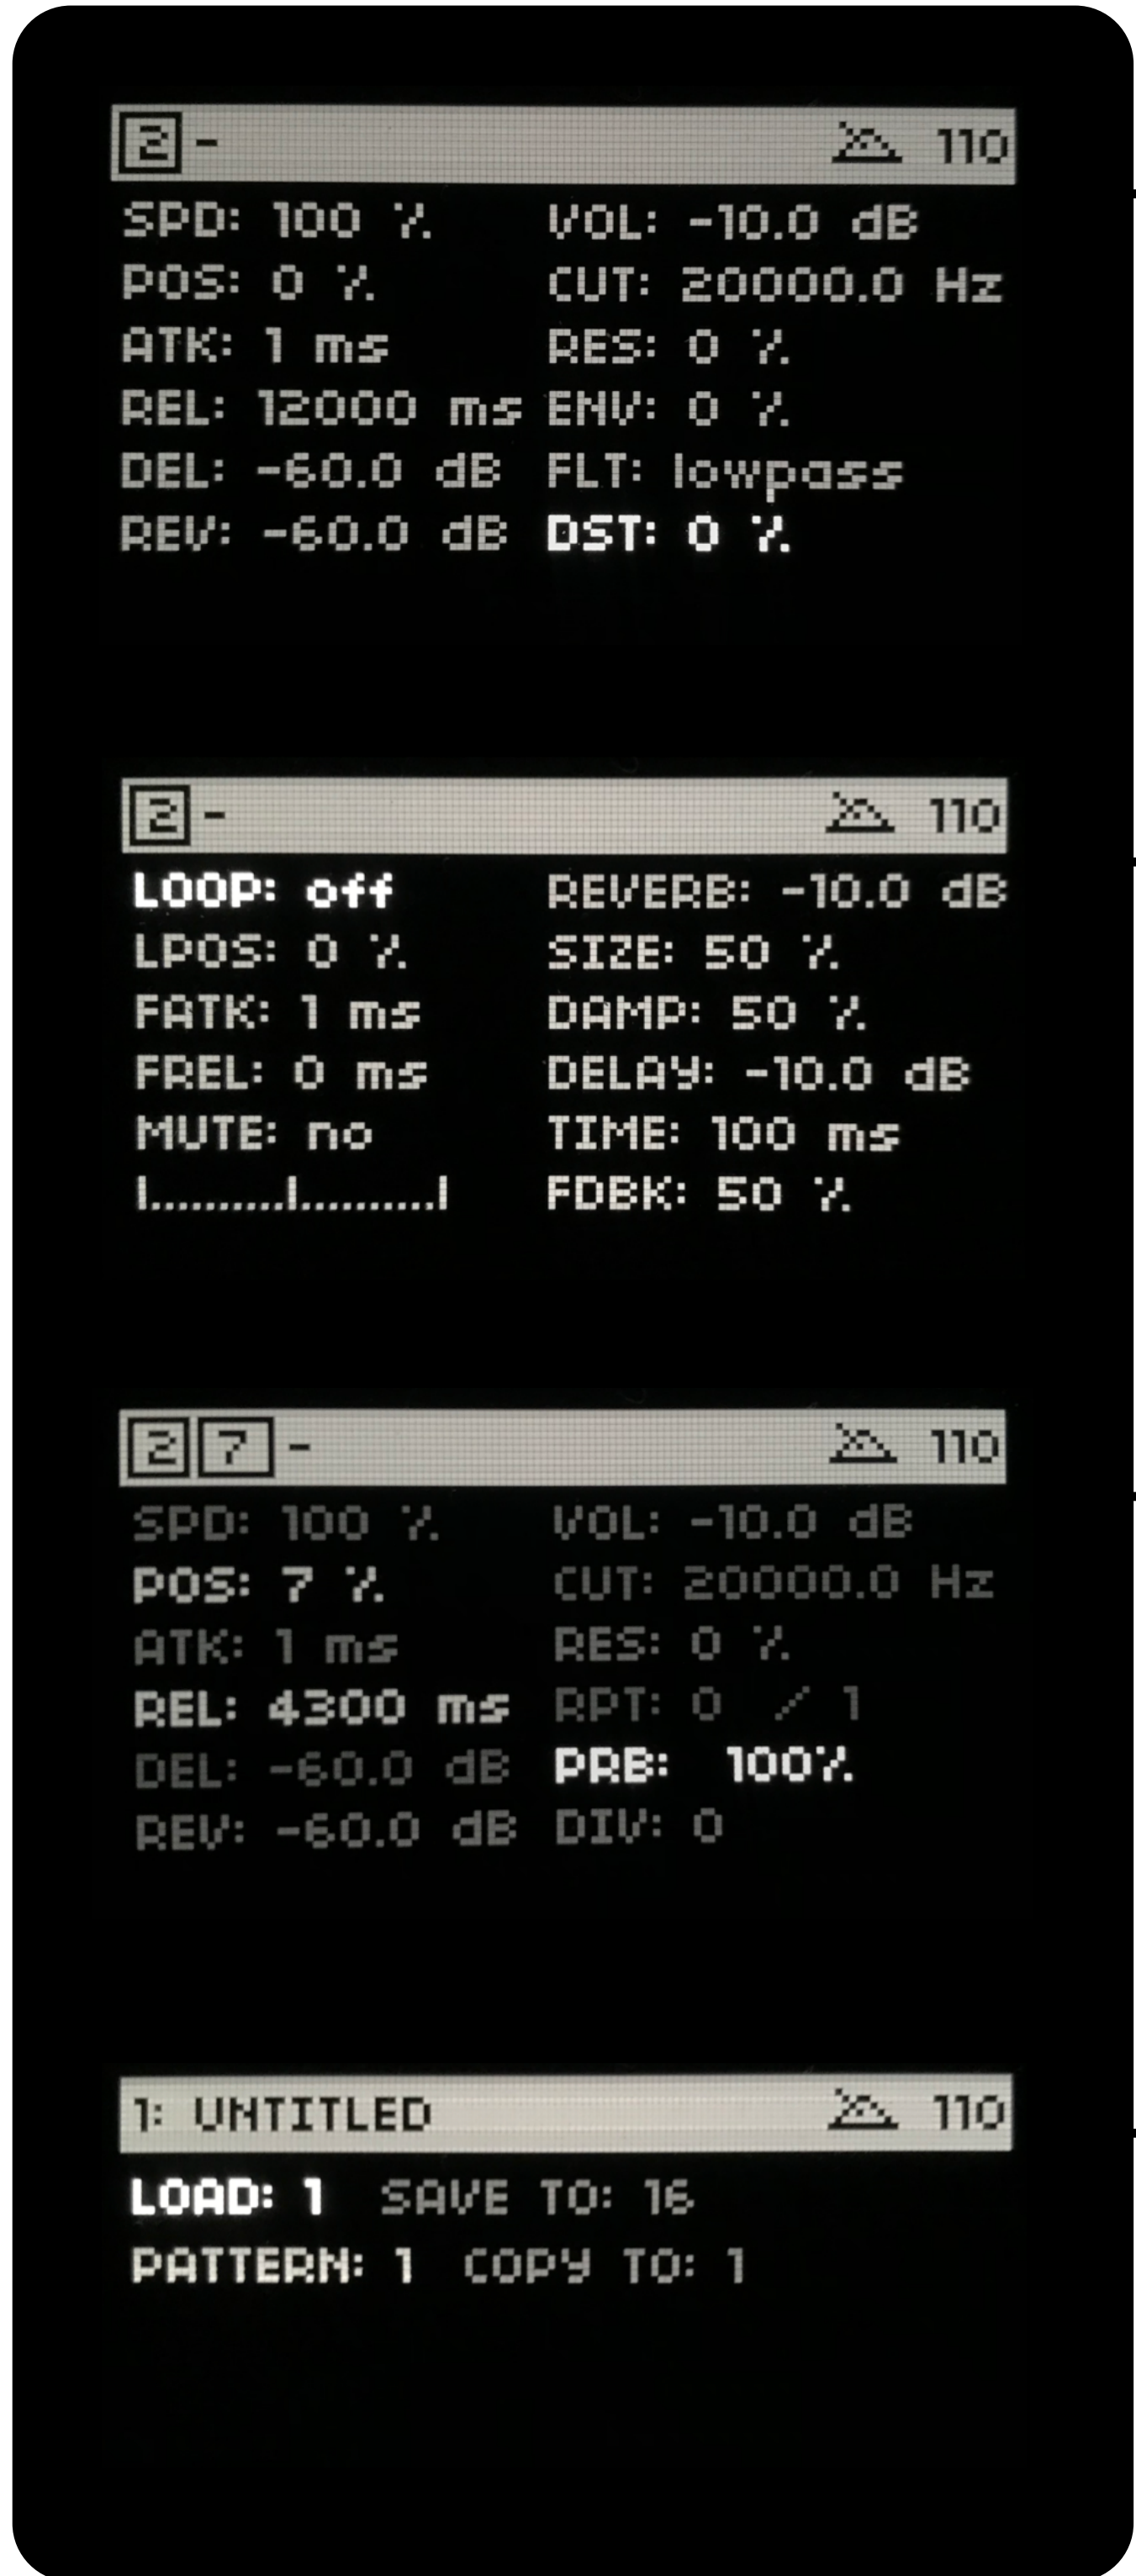 2 - 110
SPD: 100 % VOL: -10.0 dB
POS: 0 % CUT: 20000.0 Hz
ATK: 1 ms RES: 0 %
REL: 12000 ms ENV: 0 %
DEL: -60.0 dB FLT: lowpass
REV: -60.0 dB DST: 0 %
2 - 110
LOOP: off REVERB: -10.0 dB
LPOS: 0 % SIZE: 50 %
FATK: 1 ms DAMP: 50 %
FREL: 0 ms DELAY: -10.0 dB
MUTE: no TIME: 100 ms
|..........|..........| FDBK: 50 %
2 7 - 110
SPD: 100 % VOL: -10.0 dB
POS: 7 % CUT: 20000.0 Hz
ATK: 1 ms RES: 0 %
REL: 4300 ms RPT: 0 / 1
DEL: -60.0 dB PRB: 100%
REV: -60.0 dB DIV: 0
1: UNTITLED 110
LOAD: 1 SAVE TO: 16
PATTERN: 1 COPY TO: 1